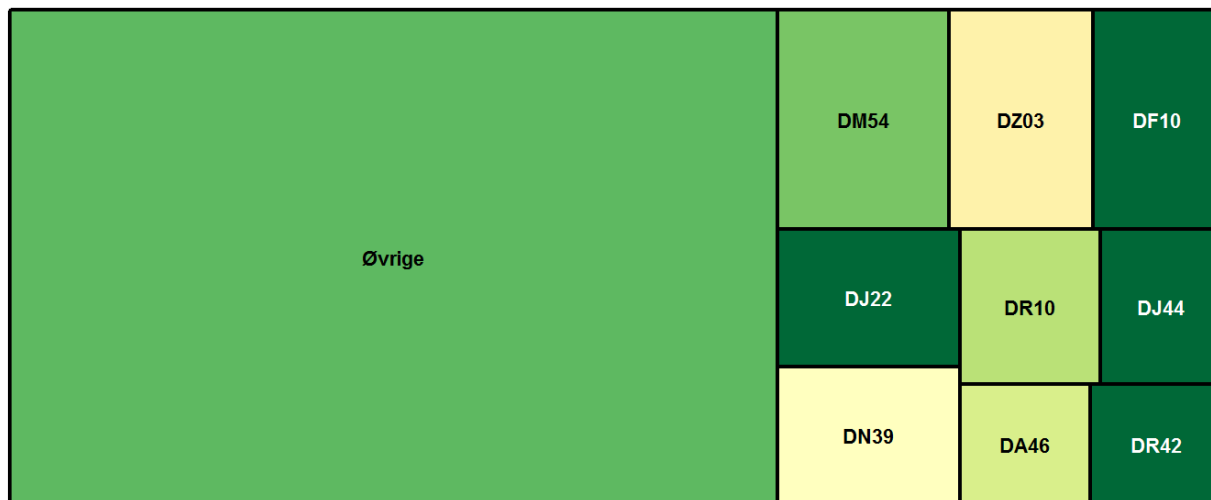 Øvrige
DM54
DZ03
DF10
DJ22
DR10
DJ44
DN39
DA46
DR42